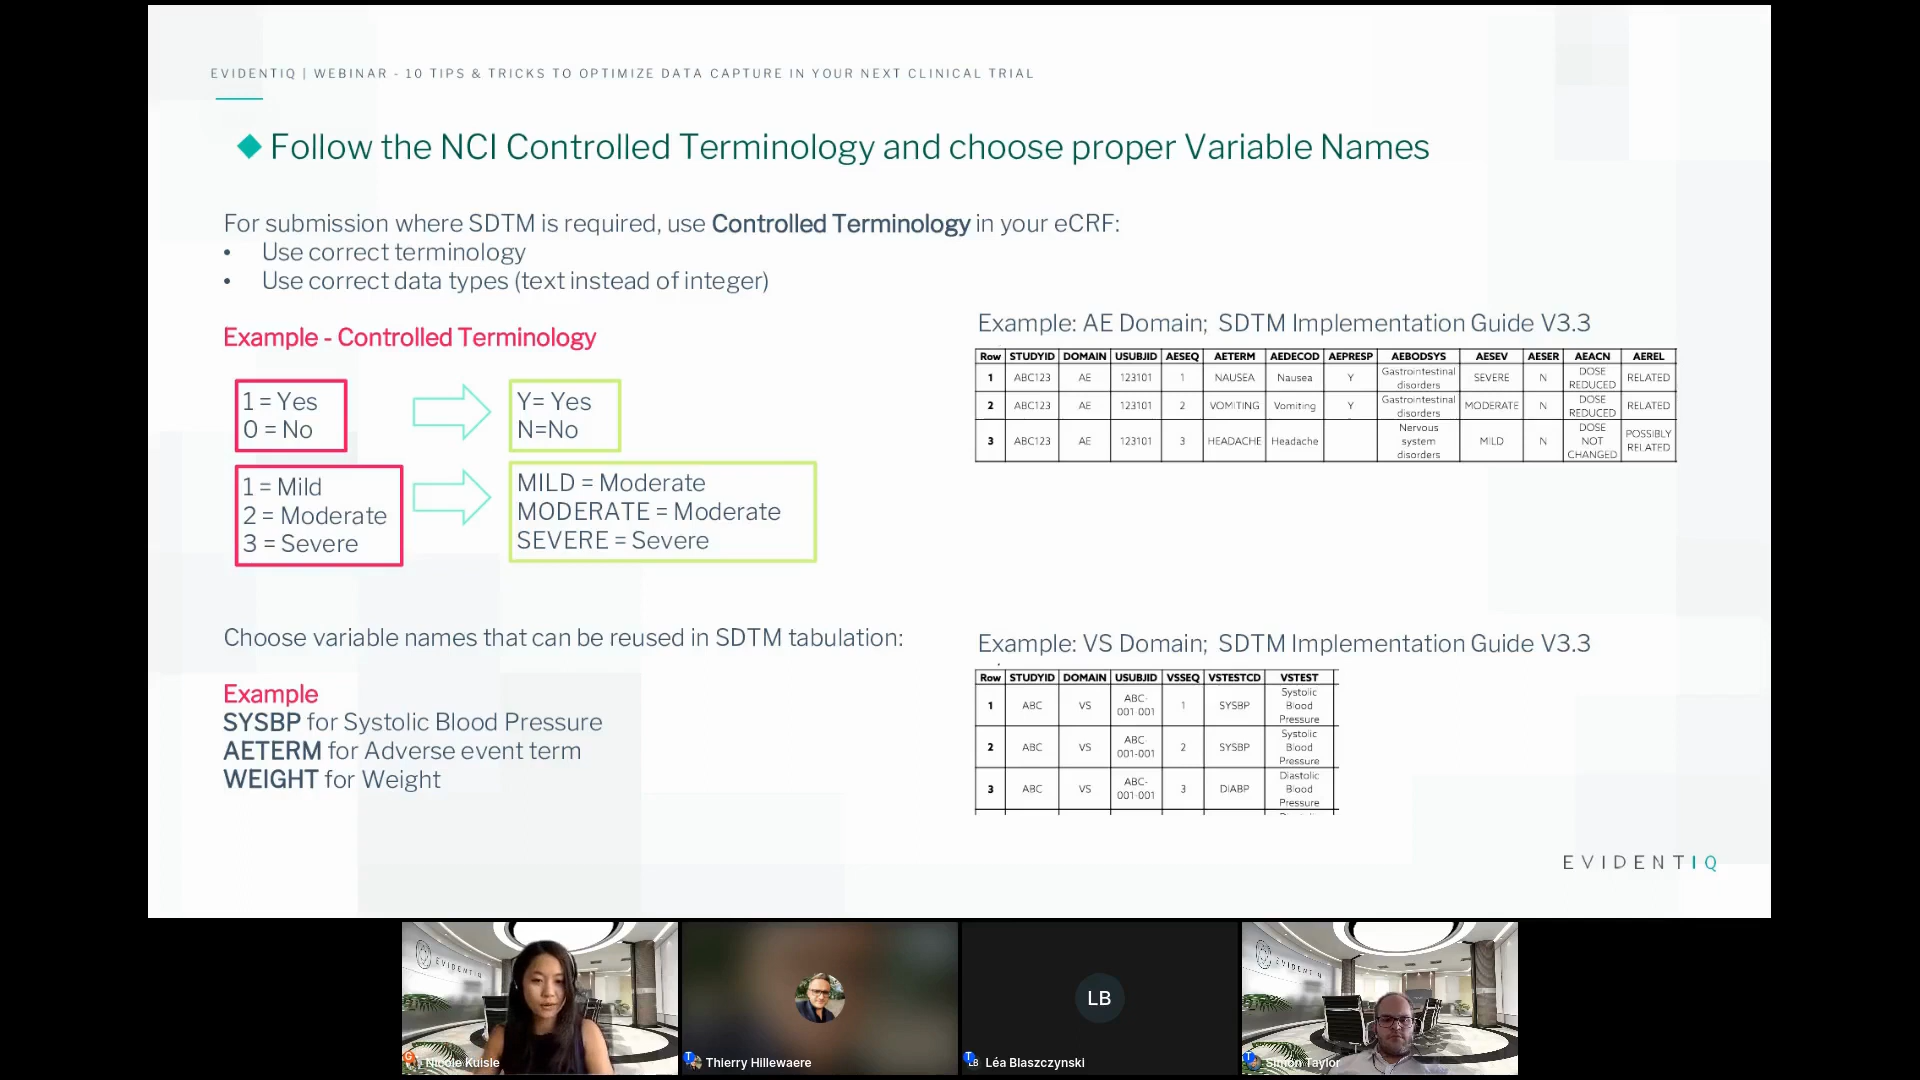 EVIDENTIQ | WEBINAR - 10 TIPS & TRICKS TO OPTIMIZE DATA CAPTURE IN YOUR NEXT CLINICAL TRIAL
Follow the NCI Controlled Terminology and choose proper Variable Names
For submission where SDTM is required, use Controlled Terminology in your eCRF:
• Use correct terminology
• Use correct data types (text instead of integer)
Example - Controlled Terminology
1 = Yes
0 = No
Y= Yes
N=No
1 = Mild
2 = Moderate
3 = Severe
MILD = Moderate
MODERATE = Moderate
SEVERE = Severe
Example: AE Domain; SDTM Implementation Guide V3.3
Row STUDYID DOMAIN USUBJID AESEQ AETERM AEDECOD AEPRESP AEBODSYS AESEV AESER AEACN AEREL
1 ABC123 AE 123101 1 NAUSEA Nausea Y Gastrointestinal disorders SEVERE N DOSE REDUCED RELATED
2 ABC123 AE 123101 2 VOMITING Vomiting Y Gastrointestinal disorders MODERATE N DOSE REDUCED RELATED
3 ABC123 AE 123101 3 HEADACHE Headache Nervous system disorders MILD N DOSE NOT CHANGED POSSIBLY RELATED
Choose variable names that can be reused in SDTM tabulation:
Example
SYSBP for Systolic Blood Pressure
AETERM for Adverse event term
WEIGHT for Weight
Example: VS Domain; SDTM Implementation Guide V3.3
Row STUDYID DOMAIN USUBJID VSSEQ VSTESTCD VSTEST
1 ABC VS ABC-001-001 1 SYSBP Systolic Blood Pressure
2 ABC VS ABC-001-001 2 SYSBP Systolic Blood Pressure
3 ABC VS ABC-001-001 3 DIABP Diastolic Blood Pressure
EVIDENTIQ
EVIDENTIQ
Nicole Kuisle
Thierry Hillewaere
LB
LB
Léa Blaszczynski
EVIDENTIQ
Simon Taylor